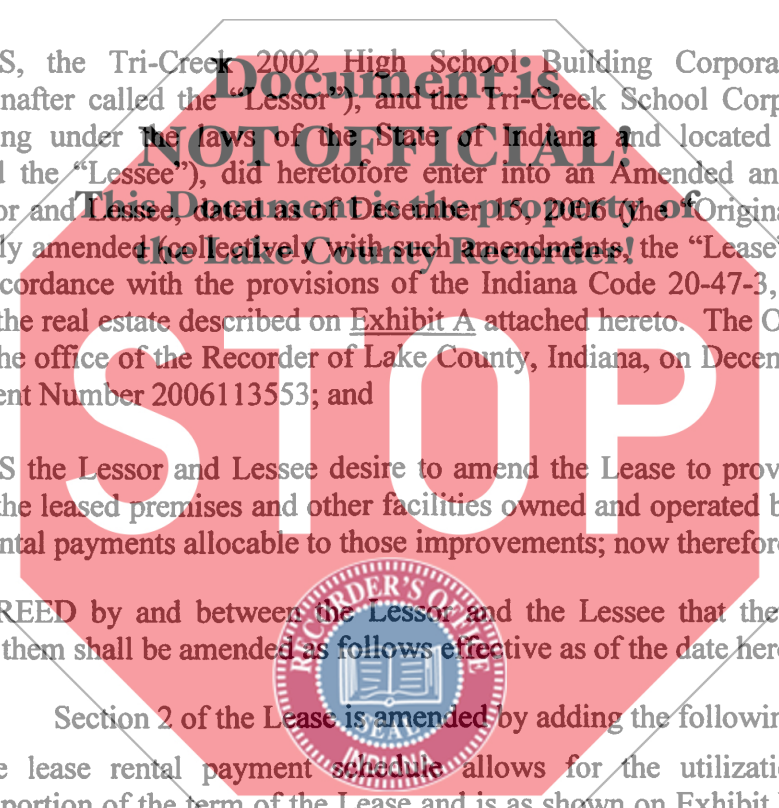 S, the Tri-Creek 2002 High School Building Corpora
Document is
nafter called the “Lessor”), and the Tri-Creek School Corp
ng under the laws of the State of Indiana and located
NOT OFFICIAL!
d the “Lessee”), did heretofore enter into an Amended an
This Document is the property of
or and Lessee, dated as of December 15, 2006 (the “Origina
the Lake County Recorder!
ly amended (collectively with such amendments, the “Lease”
cordance with the provisions of the Indiana Code 20-47-3,
the real estate described on Exhibit A attached hereto. The O
he office of the Recorder of Lake County, Indiana, on Decem
ent Number 2006113553; and
STOP
S the Lessor and Lessee desire to amend the Lease to prov
the leased premises and other facilities owned and operated b
ntal payments allocable to those improvements; now therefor
RECORDER'S OFFICE
REED by and between the Lessor and the Lessee that the
them shall be amended as follows effective as of the date her
SEAL
Section 2 of the Lease is amended by adding the followin
INDIANA
e lease rental payment schedule allows for the utilizati
portion of the term of the Lease and is as shown on Exhibit